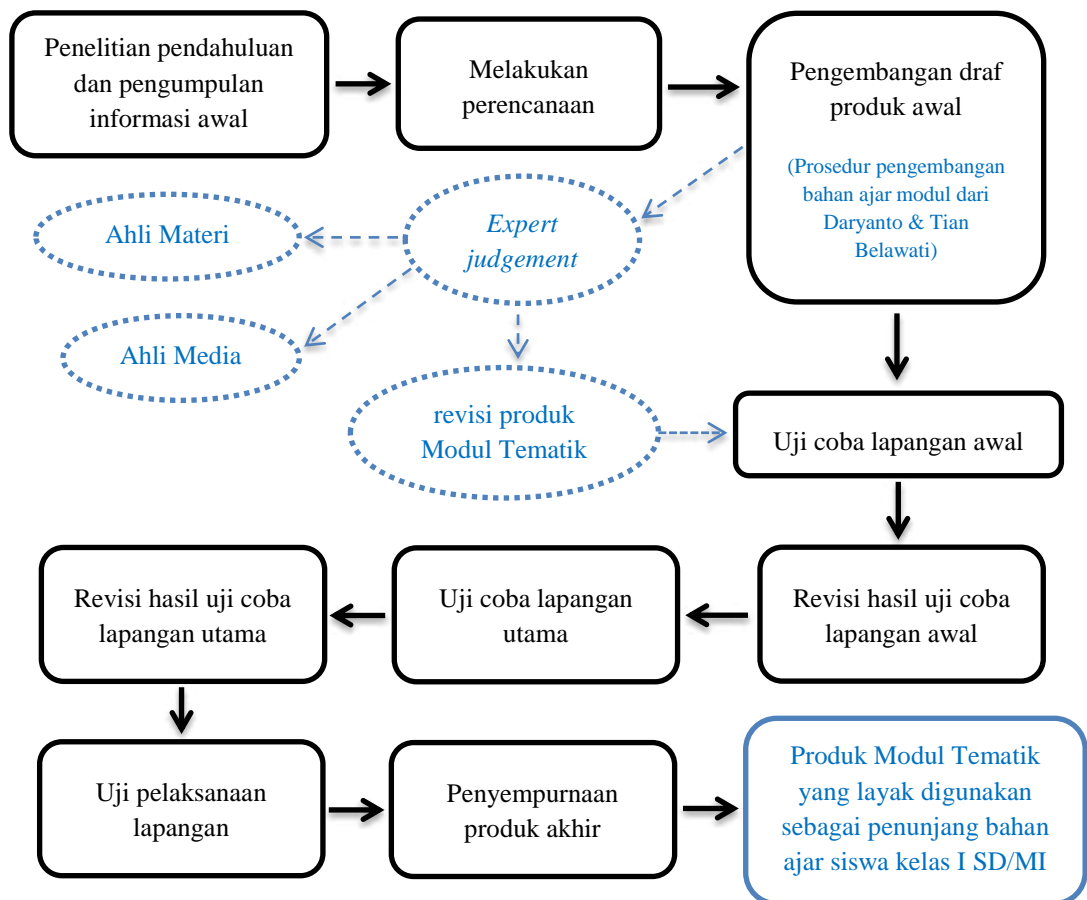 Penelitian pendahuluan
dan pengumpulan
informasi awal
Melakukan
perencanaan
Pengembangan draf
produk awal
(Prosedur pengembangan
bahan ajar modul dari
Daryanto & Tian
Belawati)
Expert
judgement
Ahli Materi
Ahli Media
revisi produk
Modul Tematik
Uji coba lapangan awal
Revisi hasil uji coba
lapangan awal
Uji coba lapangan
utama
Revisi hasil uji coba
lapangan utama
Uji pelaksanaan
lapangan
Penyempurnaan
produk akhir
Produk Modul Tematik
yang layak digunakan
sebagai penunjang bahan
ajar siswa kelas I SD/MI